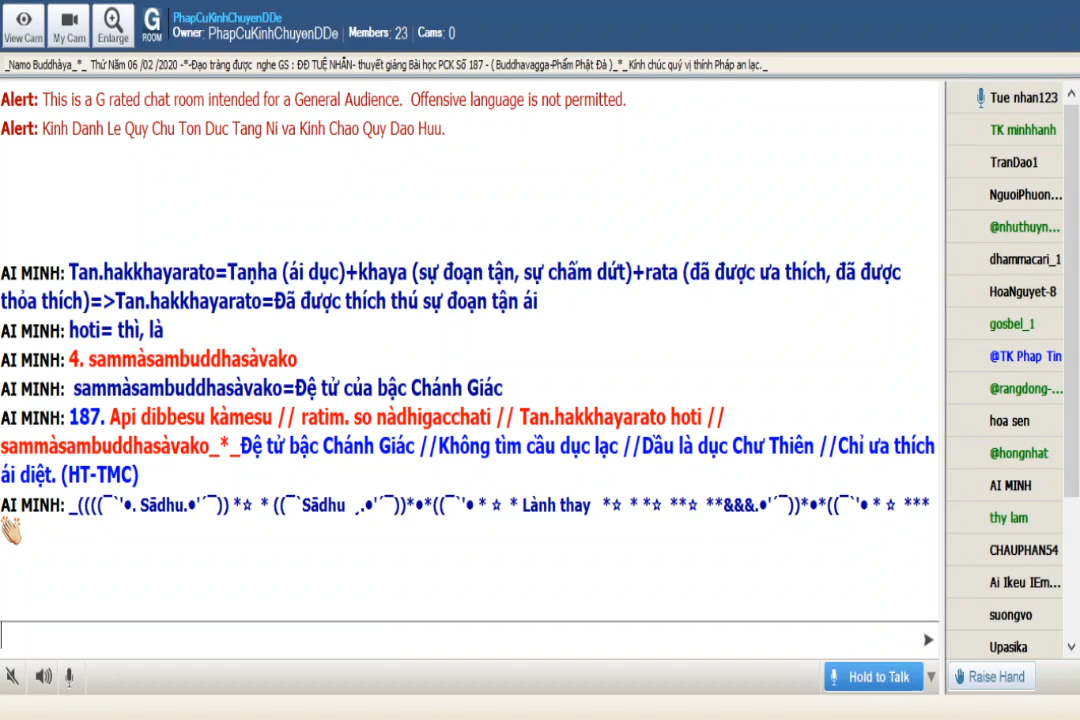 PhapCuKinhChuyenDDe
Owner: PhapCuKinhChuyenDDe | Members: 23 | Cams: 0
View Cam
My Cam
Enlarge
G
ROOM
_Namo Buddhàya_*_ Thứ Năm 06 /02 /2020 -*-Đạo tràng được nghe GS : ĐĐ TUỆ NHÂN- thuyết giảng Bài học PCK Số 187 - ( Buddhavagga-Phẩm Phật Đà )_*_Kính chúc quý vị thính Pháp an lạc._
Alert: This is a G rated chat room intended for a General Audience. Offensive language is not permitted.
Alert: Kinh Danh Le Quy Chu Ton Duc Tang Ni va Kinh Chao Quy Dao Huu.
AI MINH: Tan.hakkhayarato=Taṇha (ái dục)+khaya (sự đoạn tận, sự chấm dứt)+rata (đã được ưa thích, đã được
thỏa thích)=>Tan.hakkhayarato=Đã được thích thú sự đoạn tận ái
AI MINH: hoti= thì, là
AI MINH: 4. sammàsambuddhasàvako
AI MINH: sammàsambuddhasàvako=Đệ tử của bậc Chánh Giác
AI MINH: 187. Api dibbesu kàmesu // ratim. so nàdhigacchati // Tan.hakkhayarato hoti //
sammàsambuddhasàvako_*_Đệ tử bậc Chánh Giác //Không tìm cầu dục lạc //Dầu là dục Chư Thiên //Chỉ ưa thích
ái diệt. (HT-TMC)
AI MINH: _((((¯`'•. Sādhu.•'´¯)) *☆ * ((¯`Sādhu ¸.•'´¯))*•*((¯`'• * ☆ * Lành thay *☆ * *☆ **☆ **&&&.•'´¯))*•*((¯`'• * ☆ ***
Tue nhan123
TK minhhanh
TranDao1
NguoiPhuon...
@nhuthuyn...
dhammacari_1
HoaNguyet-8
gosbel_1
@TK Phap Tin
@rangdong-...
hoa sen
@hongnhat
AI MINH
thy lam
CHAUPHAN54
Ai Ikeu IEm...
suongvo
Upasika
Hold to Talk
Raise Hand